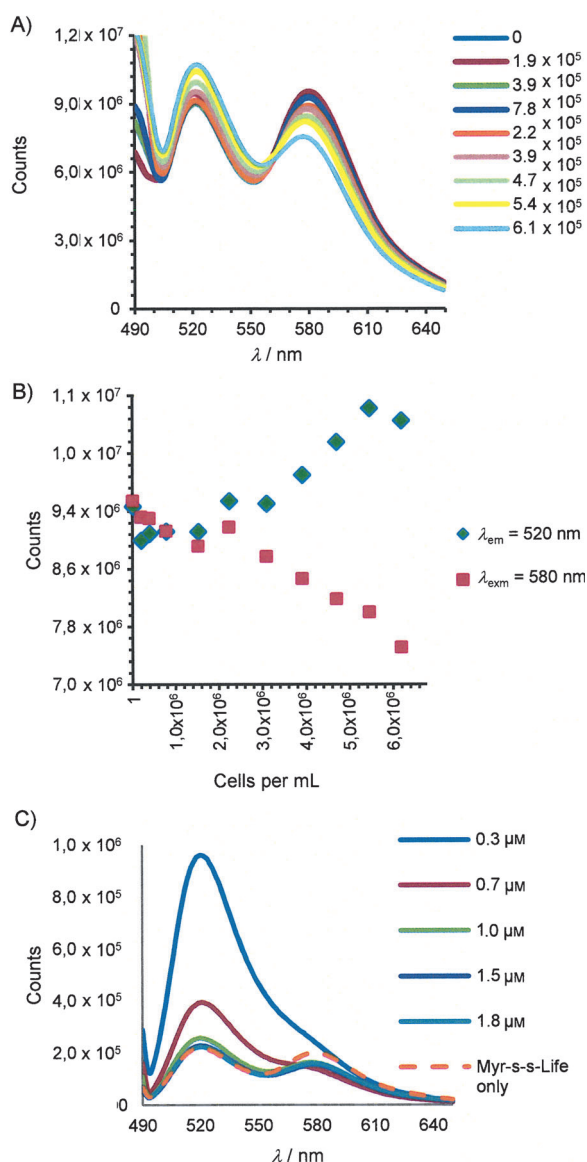 A)
1,2 x 10⁷
9,0 x 10⁶
6,0 x 10⁶
3,0 x 10⁶
0
Counts
490 520 550 580 610 640
λ / nm
0
1.9 x 10⁵
3.9 x 10⁵
7.8 x 10⁵
2.2 x 10⁵
3.9 x 10⁵
4.7 x 10⁵
5.4 x 10⁵
6.1 x 10⁵
B)
1,1 x 10⁷
1,0 x 10⁷
9,4 x 10⁶
8,6 x 10⁶
7,8 x 10⁶
7,0 x 10⁶
Counts
1 1,0x10⁶ 2,0x10⁶ 3,0x10⁶ 4,0x10⁶ 5,0x10⁶ 6,0x10⁶
Cells per mL
λem = 520 nm
λexm = 580 nm
C)
1,0 x 10⁶
8,0 x 10⁵
6,0 x 10⁵
4,0 x 10⁵
2,0 x 10⁵
0
Counts
490 520 550 580 610 640
λ / nm
0.3 µM
0.7 µM
1.0 µM
1.5 µM
1.8 µM
Myr-s-s-Life
only